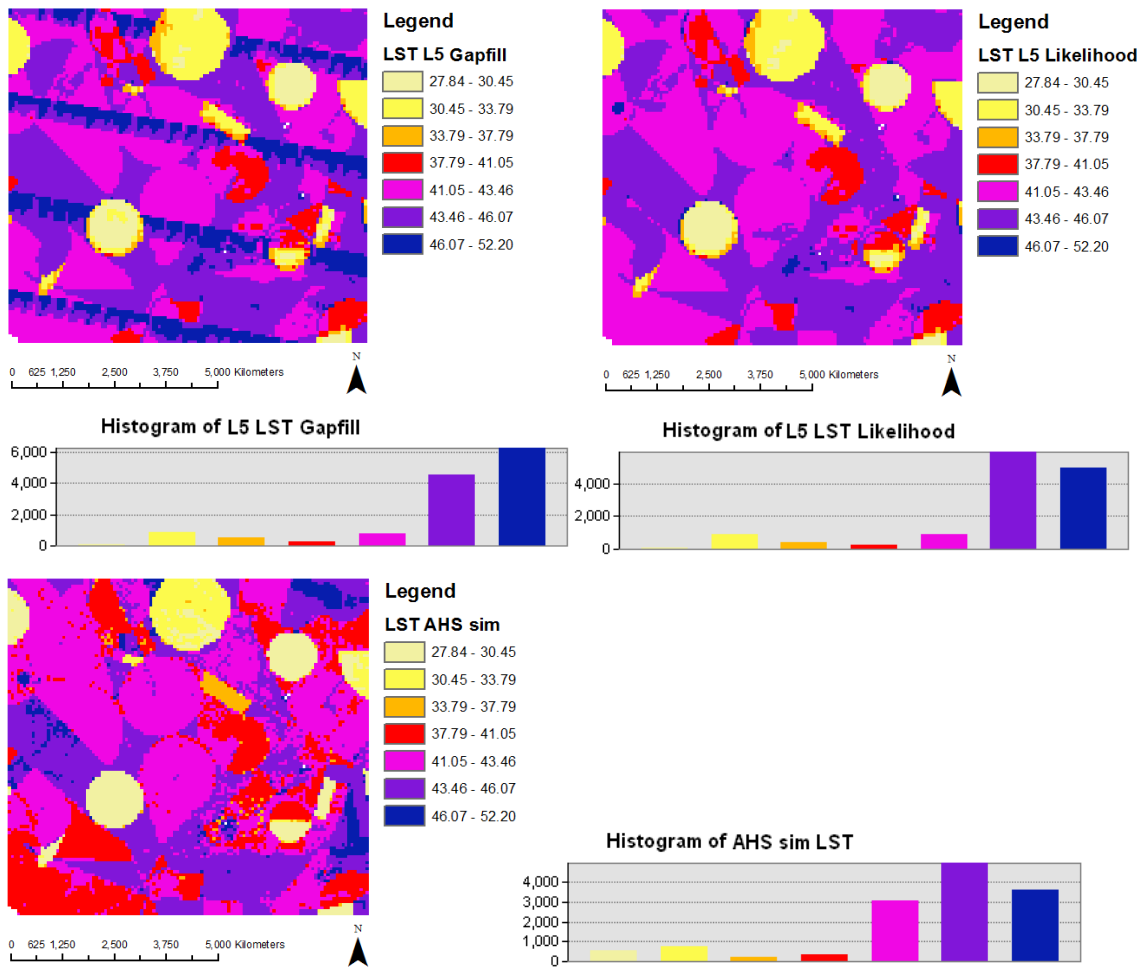 Legend
LST L5 Gapfill
27.84 - 30.45
30.45 - 33.79
33.79 - 37.79
37.79 - 41.05
41.05 - 43.46
43.46 - 46.07
46.07 - 52.20
N
0 625 1,250 2,500 3,750 5,000 Kilometers
Legend
LST L5 Likelihood
27.84 - 30.45
30.45 - 33.79
33.79 - 37.79
37.79 - 41.05
41.05 - 43.46
43.46 - 46.07
46.07 - 52.20
N
0 625 1,250 2,500 3,750 5,000 Kilometers
Histogram of L5 LST Gapfill
6,000
4,000
2,000
0
Histogram of L5 LST Likelihood
4,000
2,000
0
Legend
LST AHS sim
27.84 - 30.45
30.45 - 33.79
33.79 - 37.79
37.79 - 41.05
41.05 - 43.46
43.46 - 46.07
46.07 - 52.20
N
0 625 1,250 2,500 3,750 5,000 Kilometers
Histogram of AHS sim LST
4,000
3,000
2,000
1,000
0